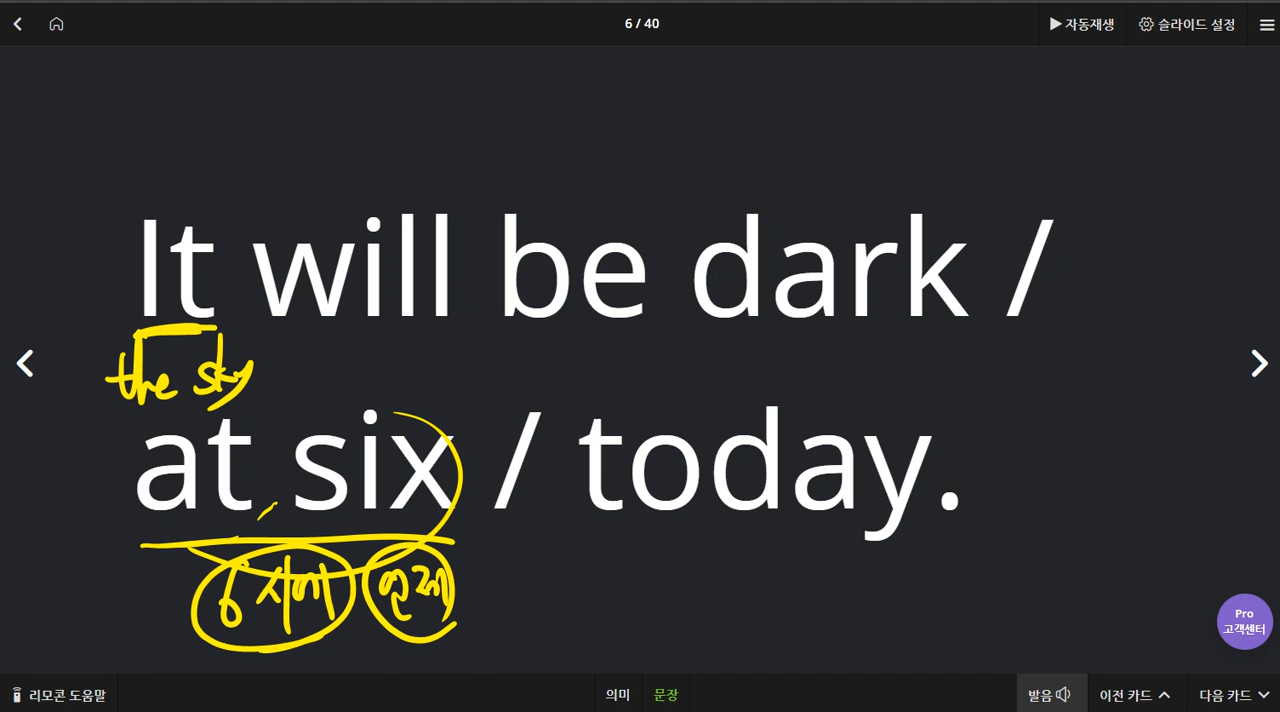 6 / 40
자동재생
슬라이드 설정
It will be dark /
the sky
at six / today.
6시에 언제
Pro
고객센터
리모콘 도움말
의미
문장
발음
이전 카드
다음 카드